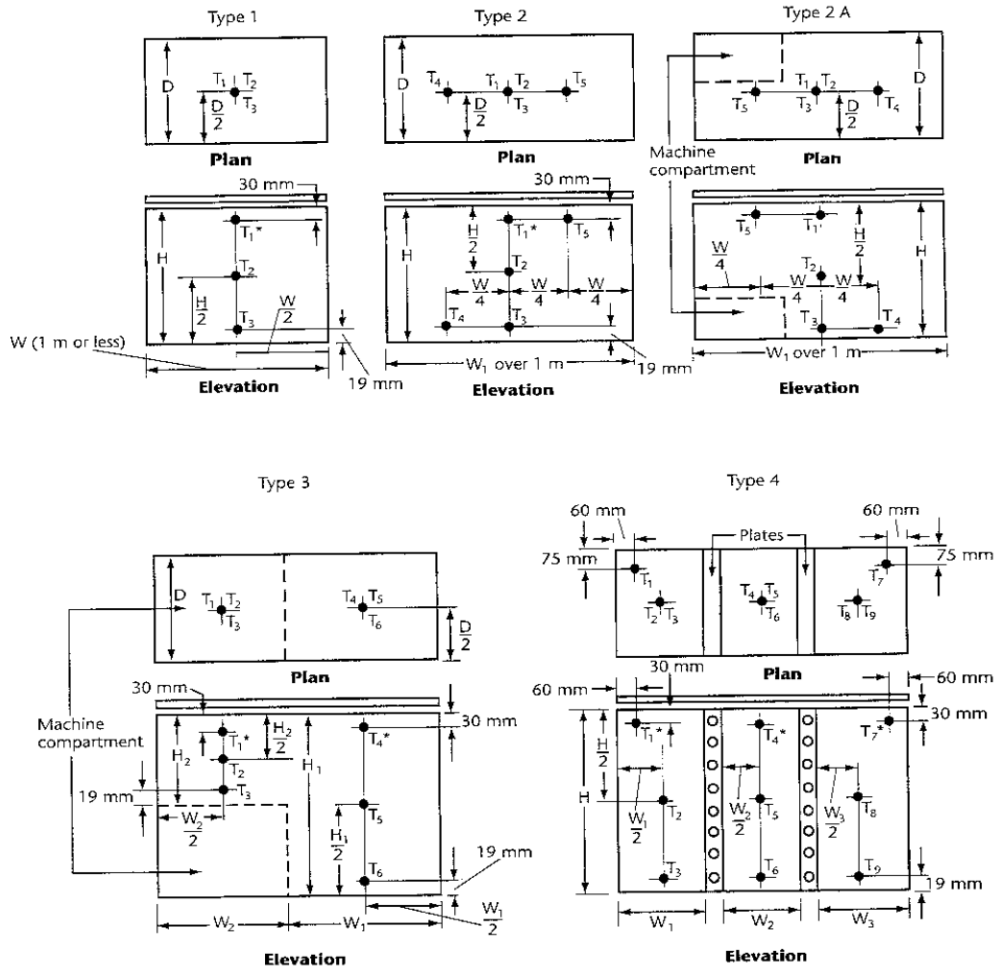 Type 1
D
T1 T2
T3
D/2
Plan
30 mm
H
T1*
T2
H/2
W/2
T3
W (1 m or less)
19 mm
Elevation
Type 2
D
T4 T1 T2 T5
T3
D/2
Plan
30 mm
H
H/2
T1* T5
T2
W/4 W/4 W/4
T4 T3
W1 over 1 m
19 mm
Elevation
Type 2 A
D
T5 T1 T2
T3 T4
D/2
Plan
Machine
compartment
T5 T1
H/2
H
W/4
T2
W/4 W/4
T3 T4
W1 over 1 m
Elevation
Type 3
D
T1 T2
T3
T4 T5
T6
D/2
Plan
30 mm
Machine
compartment
H2
T1*
H2/2
T2
T3
19 mm
W2/2
H1
T4*
30 mm
T5
H1/2
T6
19 mm
W2 W1
W1/2
Elevation
Type 4
60 mm
75 mm
Plates
60 mm
75 mm
T1
T2 T3
T4 T5
T6
T7
T8 T9
30 mm
Plan
60 mm
60 mm
30 mm
H
H/2
T1*
T4*
T7*
W1/2
W2/2
W3/2
T2 T5 T8
T3 T6 T9
19 mm
W1 W2 W3
Elevation